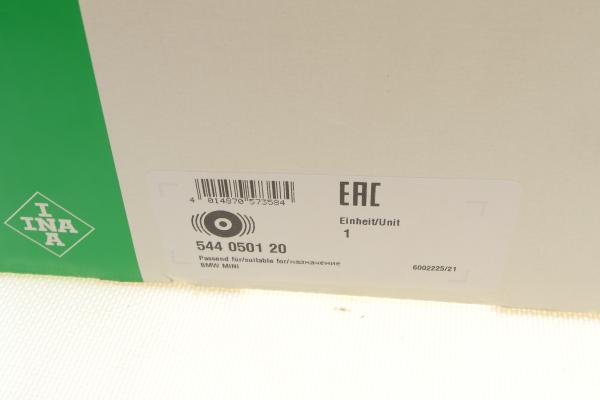 I
INA
A
4 014870 573584
EAC
Einheit/Unit
1
544 0501 20
Passend für/suitable for/назначение
BMW MINI
6002225/21